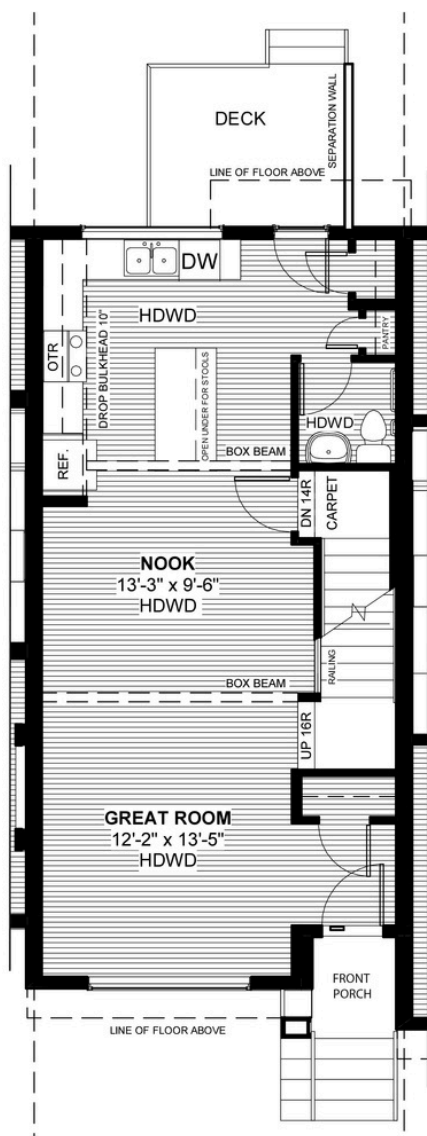 DECK
SEPARATION WALL
LINE OF FLOOR ABOVE
DW
HDWD
OTR
DROP BULKHEAD 10"
OPEN UNDER FOR STOOLS
PANTRY
HDWD
REF.
BOX BEAM
DN 14R
CARPET
NOOK
13'-3" x 9'-6"
HDWD
RAILING
BOX BEAM
UP 16R
GREAT ROOM
12'-2" x 13'-5"
HDWD
FRONT
PORCH
LINE OF FLOOR ABOVE